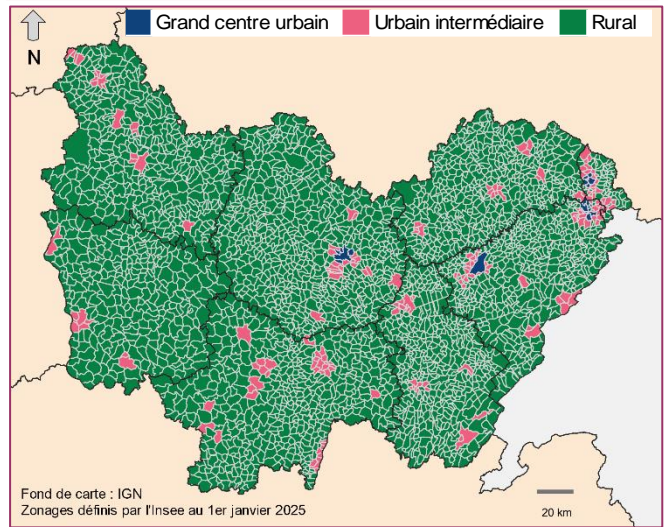 Grand centre urbain Urbain intermédiaire Rural
N
Fond de carte : IGN
Zonages définis par l'Insee au 1er janvier 2025
20 km